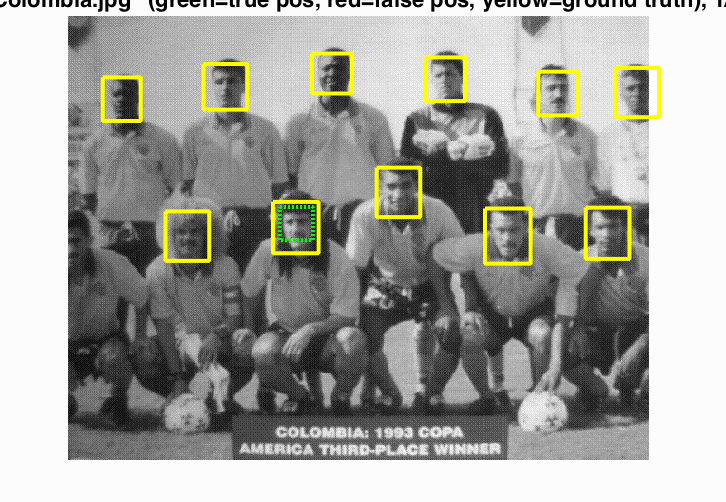 Colombia.jpg" (green=true pos, red=false pos, yellow=ground truth),
COLOMBIA: 1993 COPA
AMERICA THIRD-PLACE WINNER